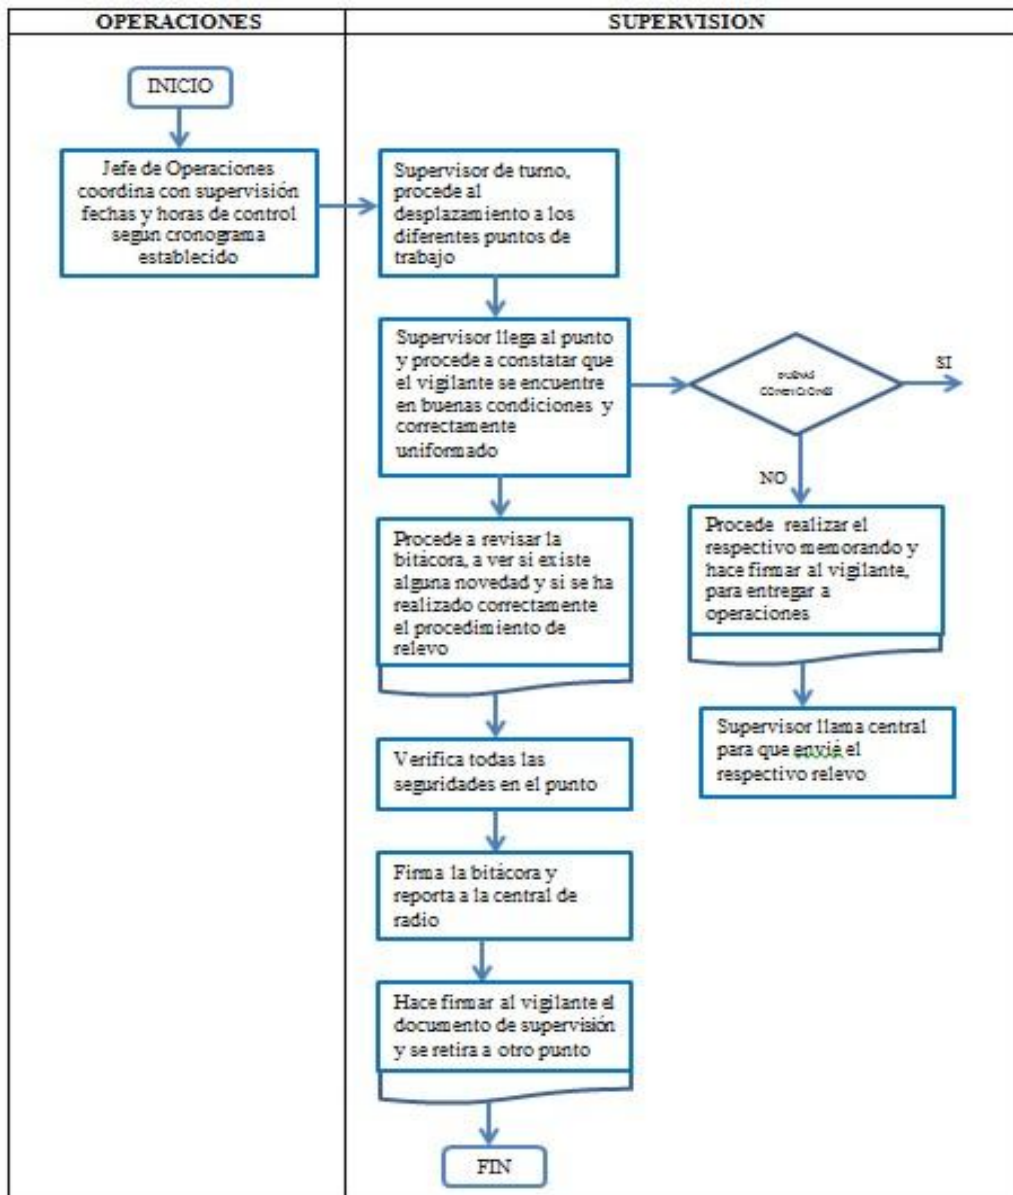 OPERACIONES
SUPERVISION
INICIO
Jefe de Operaciones
coordina con supervisión
fechas y horas de control
según cronograma
establecido
Supervisor de turno,
procede al
desplazamiento a los
diferentes puntos de
trabajo
Supervisor llega al punto
y procede a constatar que
el vigilante se encuentre
en buenas condiciones y
correctamente
uniformado
BUENAS
CONDICIONES
SI
NO
Procede realizar el
respectivo memorando y
hace firmar al vigilante,
para entregar a
operaciones
Supervisor llama central
para que envié el
respectivo relevo
Procede a revisar la
bitácora, a ver si existe
alguna novedad y si se ha
realizado correctamente
el procedimiento de
relevo
Verifica todas las
seguridades en el punto
Firma la bitácora y
reporta a la central de
radio
Hace firmar al vigilante el
documento de supervisión
y se retira a otro punto
FIN